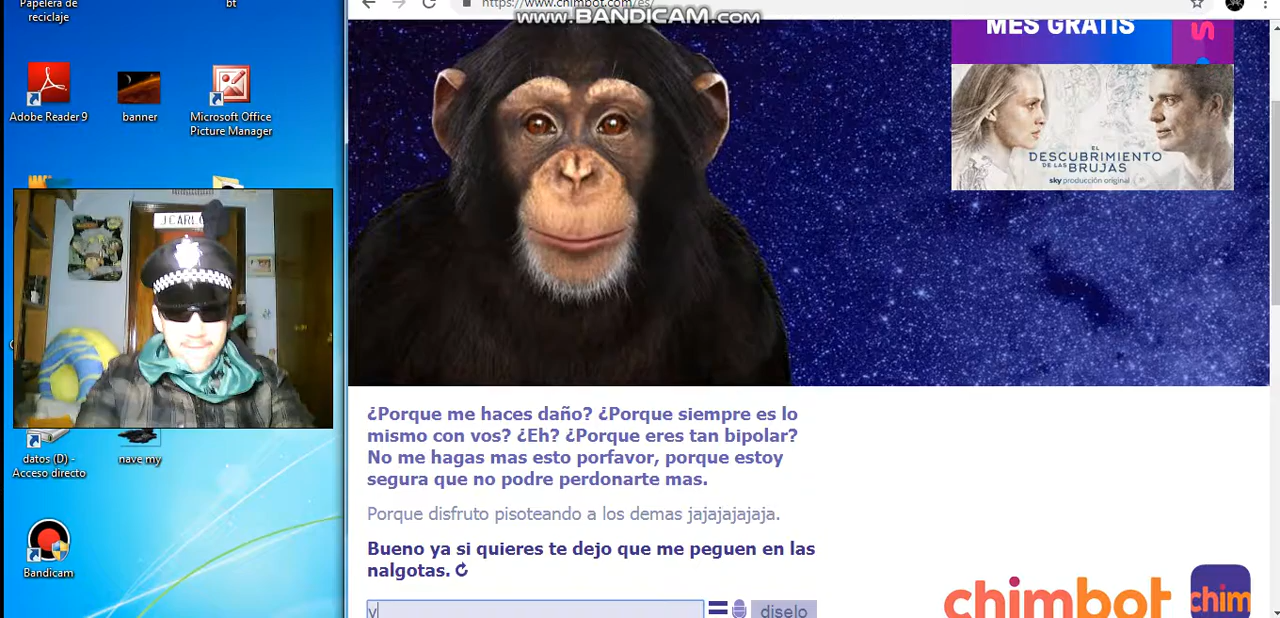 Papelera de
reciclaje
bt
https://www.chimbot.com/es/
www.BANDICAM.com
MES GRATIS
Adobe Reader 9
banner
Microsoft Office
Picture Manager
EL
DESCUBRIMIENTO
DE LAS BRUJAS
sky producción original
J CARLO
¿Porque me haces daño? ¿Porque siempre es lo
mismo con vos? ¿Eh? ¿Porque eres tan bipolar?
No me hagas mas esto porfavor, porque estoy
segura que no podre perdonarte mas.
Porque disfruto pisoteando a los demas jajajajajaja.
Bueno ya si quieres te dejo que me peguen en las
nalgotas.
datos (D) -
Acceso directo
nave my
Bandicam
v
diselo
chimbot
chim